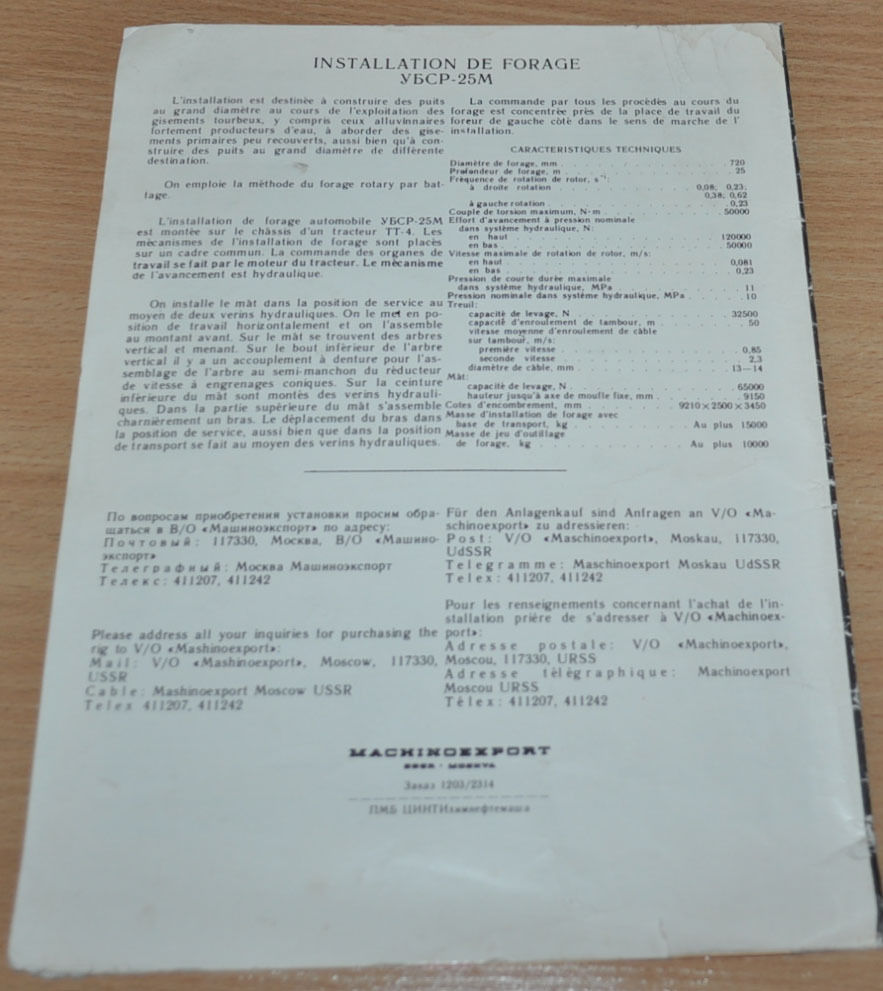 INSTALLATION DE FORAGE
УБСР-25М
L'installation est destinée à construire des puits
au grand diamètre au cours de l'exploitation des
gisements tourbeux, y compris ceux alluvinnaires
fortement producteurs d'eau, à aborder des gise-
ments primaires peu recouverts, aussi bien qu'à con-
struire des puits au grand diamètre de différente
destination.
On emploie la méthode du forage rotary par bat-
tage.
L'installation de forage automobile УБСР-25М
est montée sur le châssis d'un tracteur TT-4. Les
mécanismes de l'installation de forage sont placés
sur un cadre commun. La commande des organes de
travail se fait par le moteur du tracteur. Le mécanisme
de l'avancement est hydraulique.
On installe le mât dans la position de service au
moyen de deux verins hydrauliques. On le met en po-
sition de travail horizontalement et on l'assemble
au montant avant. Sur le mât se trouvent des arbres
vertical et menant. Sur le bout inférieur de l'arbre
vertical il y a un accouplement à denture pour l'as-
semblage de l'arbre au semi-manchon du réducteur
de vitesse à engrenages coniques. Sur la ceinture
inférieure du mât sont montés des verins hydrauli-
ques. Dans la partie supérieure du mât s'assemble
charnièrement un bras. Le déplacement du bras dans
la position de service, aussi bien que dans la position
de transport se fait au moyen des verins hydrauliques.
La commande par tous les procédés au cours du
forage est concentrée près de la place de travail du
foreur de gauche côté dans le sens de marche de l'
installation.
CARACTERISTIQUES TECHNIQUES
Diamètre de forage, mm . . . . . . . . . . 720
Profondeur de forage, m . . . . . . . . . . 25
Fréquence de rotation de rotor, s⁻¹:
à droite rotation . . . . . . . . . . 0,08; 0,23;
0,38; 0,62
à gauche rotation . . . . . . . . . . 0,23
Couple de torsion maximum, N·m . . . . . . . . . . 50000
Effort d'avancement à pression nominale
dans système hydraulique, N:
en haut . . . . . . . . . . 120000
en bas . . . . . . . . . . 50000
Vitesse maximale de rotation de rotor, m/s:
en haut . . . . . . . . . . 0,081
en bas . . . . . . . . . . 0,23
Pression de courte durée maximale
dans système hydraulique, MPa . . . . . . . . 11
Pression nominale dans système hydraulique, MPa . . . . 10
Treuil:
capacité de levage, N . . . . . . . . . . 32500
capacité d'enroulement de tambour, m . . . . . . . . 50
vitesse moyenne d'enroulement de câble
sur tambour, m/s:
première vitesse . . . . . . . . . . 0,85
seconde vitesse . . . . . . . . . . 2,3
diamètre de câble, mm . . . . . . . . . . 13—14
Mât:
capacité de levage, N . . . . . . . . . . 65000
hauteur jusqu'à axe de moufle fixe, mm . . . . . . . . 9150
Cotes d'encombrement, mm . . . . . . . . 9210×2500×3450
Masse d'installation de forage avec
base de transport, kg . . . . . . . . . . Au plus 15000
Masse de jeu d'outillage
de forage, kg . . . . . . . . . . Au plus 10000
По вопросам приобретения установки просим обра-
щаться в В/О «Машиноэкспорт» по адресу:
Почтовый: 117330, Москва, В/О «Машино-
экспорт»
Телеграфный: Москва Машиноэкспорт
Телекс: 411207, 411242
Please address all your inquiries for purchasing the
rig to V/O «Mashinoexport»:
Mail: V/O «Mashinoexport», Moscow, 117330,
USSR
Cable: Mashinoexport Moscow USSR
Telex 411207, 411242
Für den Anlagenkauf sind Anfragen an V/O «Ma-
schinoexport» zu adressieren:
Post: V/O «Maschinoexport», Moskau, 117330,
UdSSR
Telegramme: Maschinoexport Moskau UdSSR
Telex: 411207, 411242
Pour les renseignements concernant l'achat de l'in-
stallation prière de s'adresser à V/O «Machinoex-
port»:
Adresse postale: V/O «Machinoexport»,
Moscou, 117330, URSS
Adresse télégraphique: Machinoexport
Moscou URSS
Télex: 411207, 411242
MACHINOEXPORT
СССР · МОСКВА
Заказ 1203/2314
ПМБ ЦИНТИхимнефтемаша